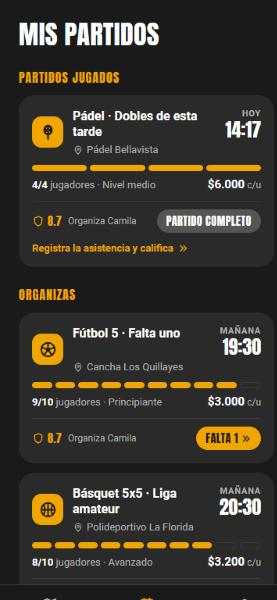 MIS PARTIDOS
PARTIDOS JUGADOS
Pádel · Dobles de esta
tarde
HOY
14:17
Pádel Bellavista
4/4 jugadores · Nivel medio
$6.000 c/u
8.7 Organiza Camila
PARTIDO COMPLETO
Registra la asistencia y califica »
ORGANIZAS
Fútbol 5 · Falta uno
MAÑANA
19:30
Cancha Los Quillayes
9/10 jugadores · Principiante
$3.000 c/u
8.7 Organiza Camila
FALTA 1 »
Básquet 5x5 · Liga
amateur
MAÑANA
20:30
Polideportivo La Florida
8/10 jugadores · Avanzado
$3.200 c/u